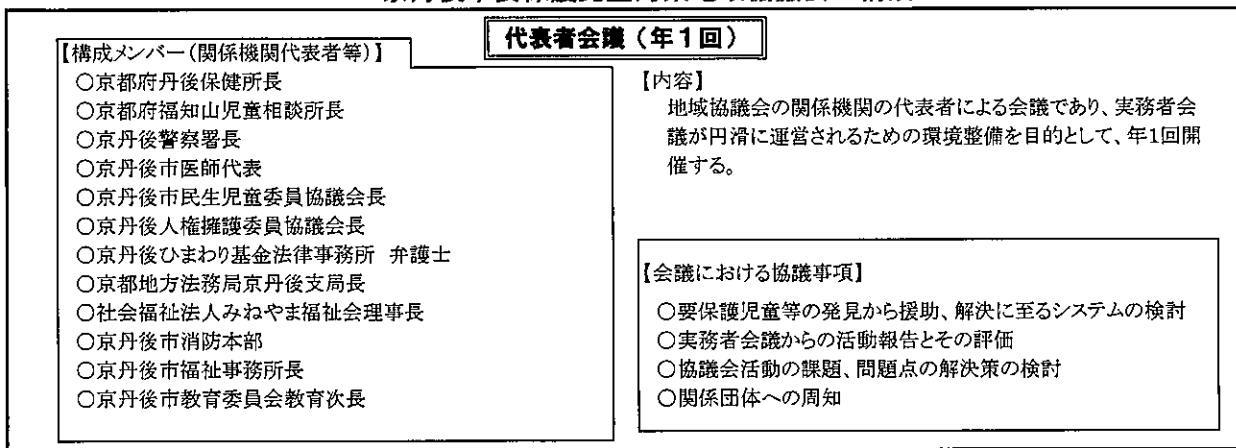 代表者会議(年1回)
【構成メンバー(関係機関代表者等)】
○京都府丹後保健所長
○京都府福知山児童相談所長
○京丹後警察署長
○京丹後市医師代表
○京丹後市民生児童委員協議会長
○京丹後人権擁護委員協議会長
○京丹後ひまわり基金法律事務所 弁護士
○京都地方法務局京丹後支局長
○社会福祉法人みねやま福祉会理事長
○京丹後市消防本部
○京丹後市福祉事務所長
○京丹後市教育委員会教育次長
【内容】
地域協議会の関係機関の代表者による会議であり、実務者会
議が円滑に運営されるための環境整備を目的として、年1回開
催する。
【会議における協議事項】
○要保護児童等の発見から援助、解決に至るシステムの検討
○実務者会議からの活動報告とその評価
○協議会活動の課題、問題点の解決策の検討
○関係団体への周知